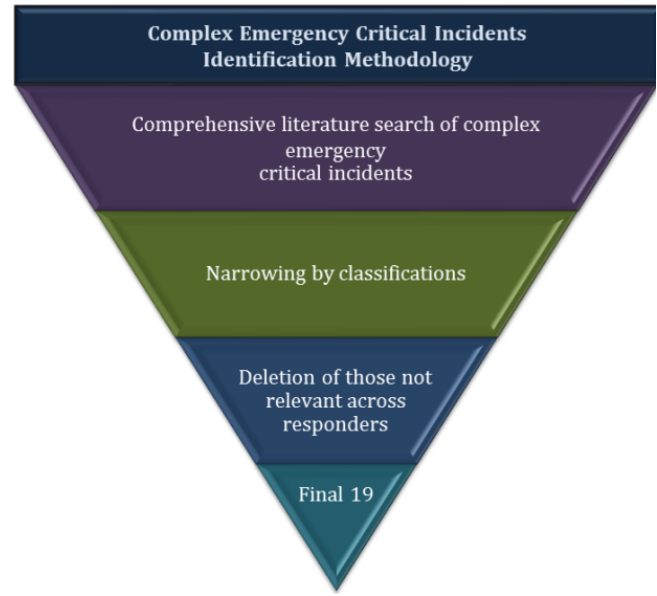 Complex Emergency Critical Incidents
Identification Methodology
Comprehensive literature search of complex
emergency
critical incidents
Narrowing by classifications
Deletion of those not
relevant across
responders
Final 19